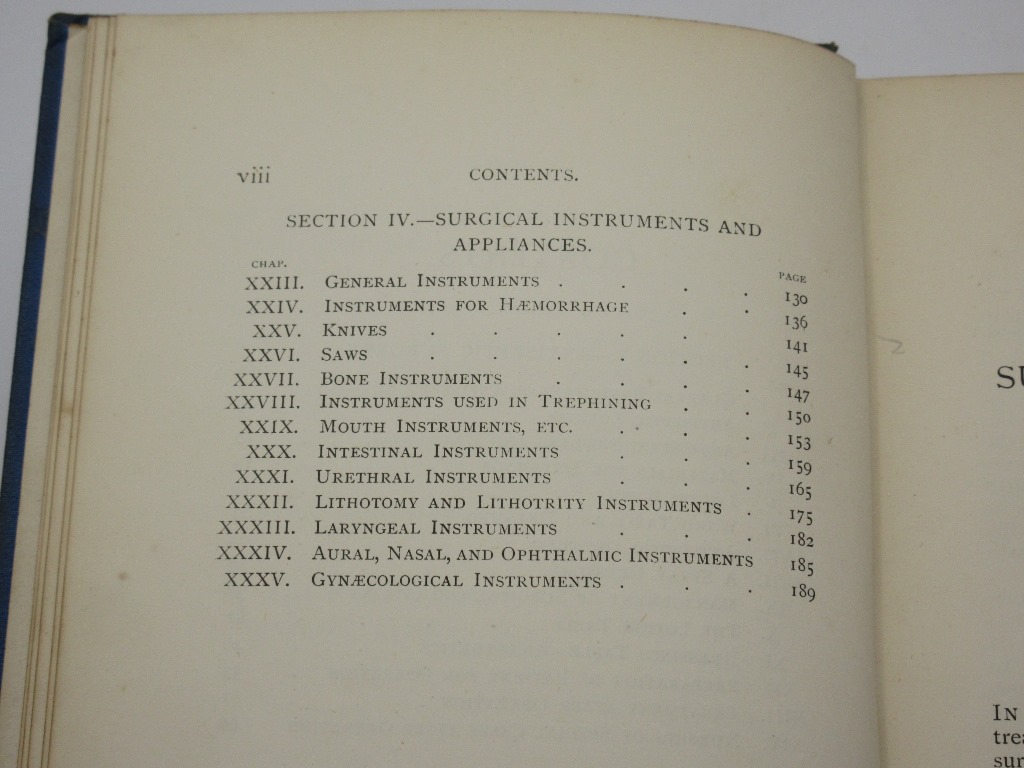 viii CONTENTS.
SECTION IV.—SURGICAL INSTRUMENTS AND
APPLIANCES.
CHAP. PAGE
XXIII. GENERAL INSTRUMENTS . . . . 130
XXIV. INSTRUMENTS FOR HÆMORRHAGE . . 136
XXV. KNIVES . . . . . 141
XXVI. SAWS . . . . . . 145
XXVII. BONE INSTRUMENTS . . . . 147
XXVIII. INSTRUMENTS USED IN TREPHINING . . 150
XXIX. MOUTH INSTRUMENTS, ETC. . . . 153
XXX. INTESTINAL INSTRUMENTS . . . 159
XXXI. URETHRAL INSTRUMENTS . . . 165
XXXII. LITHOTOMY AND LITHOTRITY INSTRUMENTS . 175
XXXIII. LARYNGEAL INSTRUMENTS . . . 182
XXXIV. AURAL, NASAL, AND OPHTHALMIC INSTRUMENTS 185
XXXV. GYNÆCOLOGICAL INSTRUMENTS . . . 189
SU
IN
trea
sur